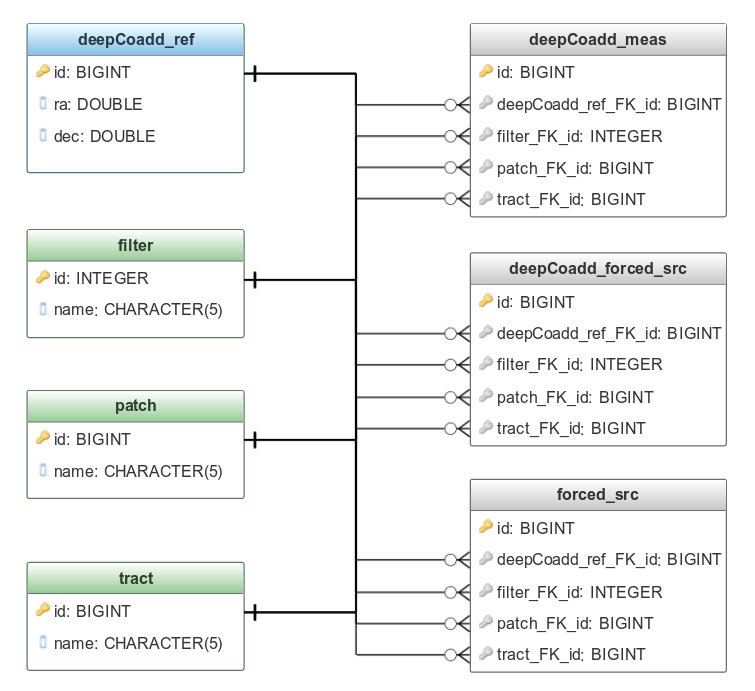 deepCoadd_ref
id: BIGINT
ra: DOUBLE
dec: DOUBLE
filter
id: INTEGER
name: CHARACTER(5)
patch
id: BIGINT
name: CHARACTER(5)
tract
id: BIGINT
name: CHARACTER(5)
deepCoadd_meas
id: BIGINT
deepCoadd_ref_FK_id: BIGINT
filter_FK_id: INTEGER
patch_FK_id: BIGINT
tract_FK_id: BIGINT
deepCoadd_forced_src
id: BIGINT
deepCoadd_ref_FK_id: BIGINT
filter_FK_id: INTEGER
patch_FK_id: BIGINT
tract_FK_id: BIGINT
forced_src
id: BIGINT
deepCoadd_ref_FK_id: BIGINT
filter_FK_id: INTEGER
patch_FK_id: BIGINT
tract_FK_id: BIGINT